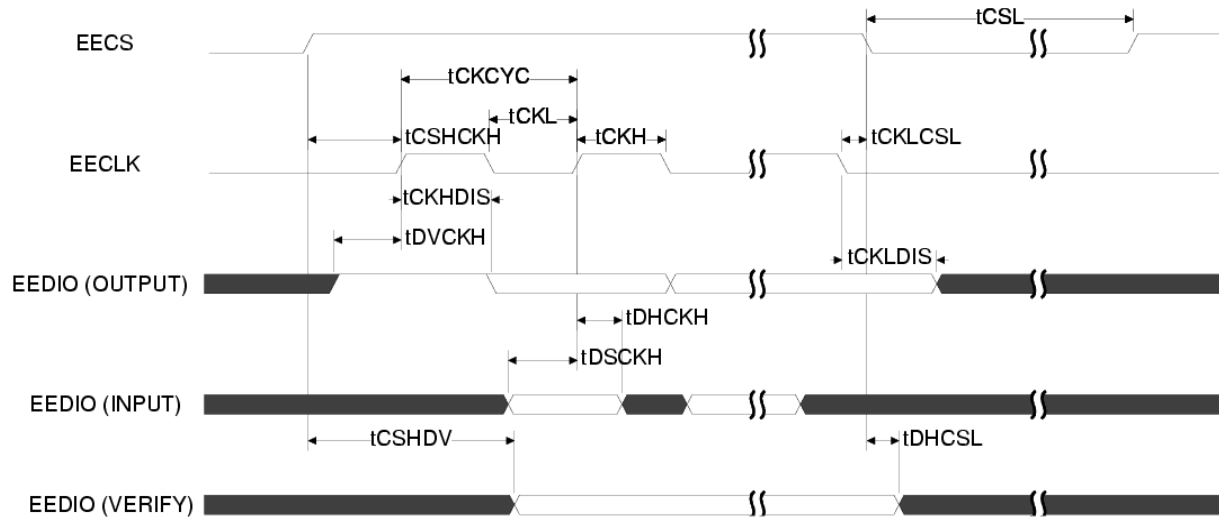 tCSL
EECS
tCKCYC
tCKL
tCSHCKH
tCKH
tCKLCSL
EECLK
tCKHDIS
tDVCKH
tCKLDIS
EEDIO (OUTPUT)
tDHCKH
tDSCKH
EEDIO (INPUT)
tCSHDV
tDHCSL
EEDIO (VERIFY)